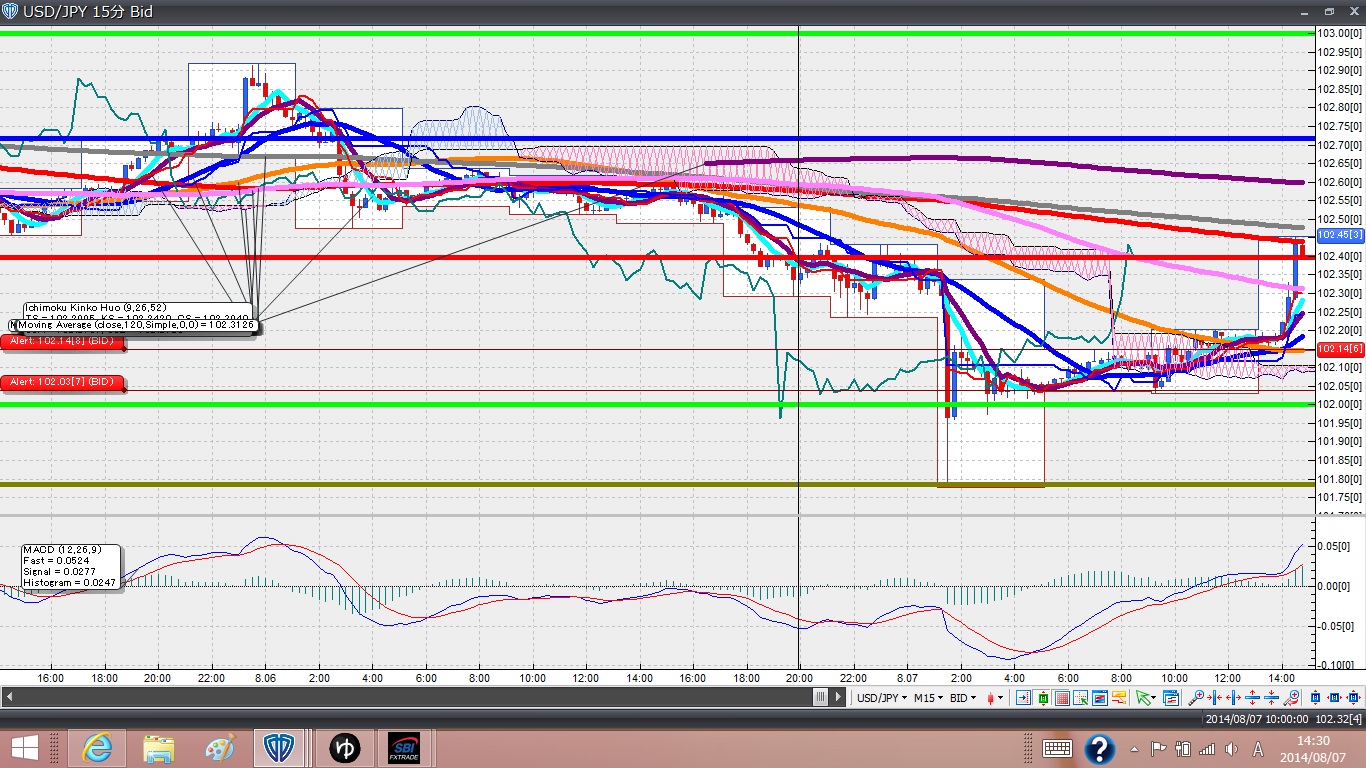 USD/JPY 15分 Bid
103.00[0]
102.95[0]
102.90[0]
102.85[0]
102.80[0]
102.75[0]
102.70[0]
102.65[0]
102.60[0]
102.55[0]
102.50[0]
102.45[3]
102.40[0]
102.35[0]
102.30[0]
102.25[0]
102.20[0]
102.14[6]
102.10[0]
102.05[0]
102.00[0]
101.95[0]
101.90[0]
101.85[0]
101.80[0]
101.75[0]
Ichimoku Kinko Huo (9,26,52)
Moving Average (close,120,Simple,0,0) = 102.3126
Alert: 102.14[8] (BID)
Alert: 102.03[7] (BID)
MACD (12,26,9)
Fast = 0.0524
Signal = 0.0277
Histogram = 0.0247
0.05[0]
0.00[0]
-0.05[0]
-0.10[0]
16:00 18:00 20:00 22:00 8.06 2:00 4:00 6:00 8:00 10:00 12:00 14:00 16:00 18:00 20:00 22:00 8.07 2:00 4:00 6:00 8:00 10:00 12:00 14:00
USD/JPY M15 BID
2014/08/07 10:00:00 102.32[4]
ゆ
SBI
FXTRADE
A
14:30
2014/08/07